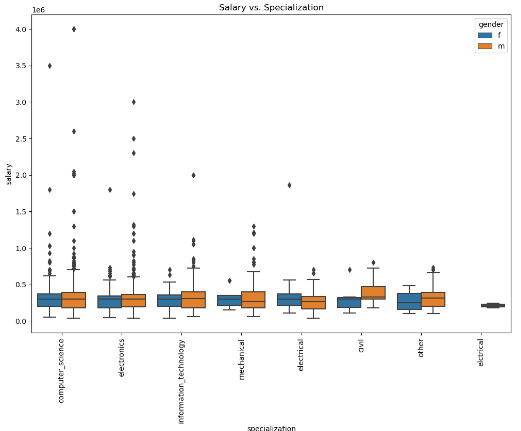 Salary vs. Specialization
1e6
gender
f
m
4.0
3.5
3.0
2.5
2.0
1.5
1.0
0.5
0.0
salary
computer_science
electronics
information_technology
mechanical
electrical
civil
other
elctrical
specialization